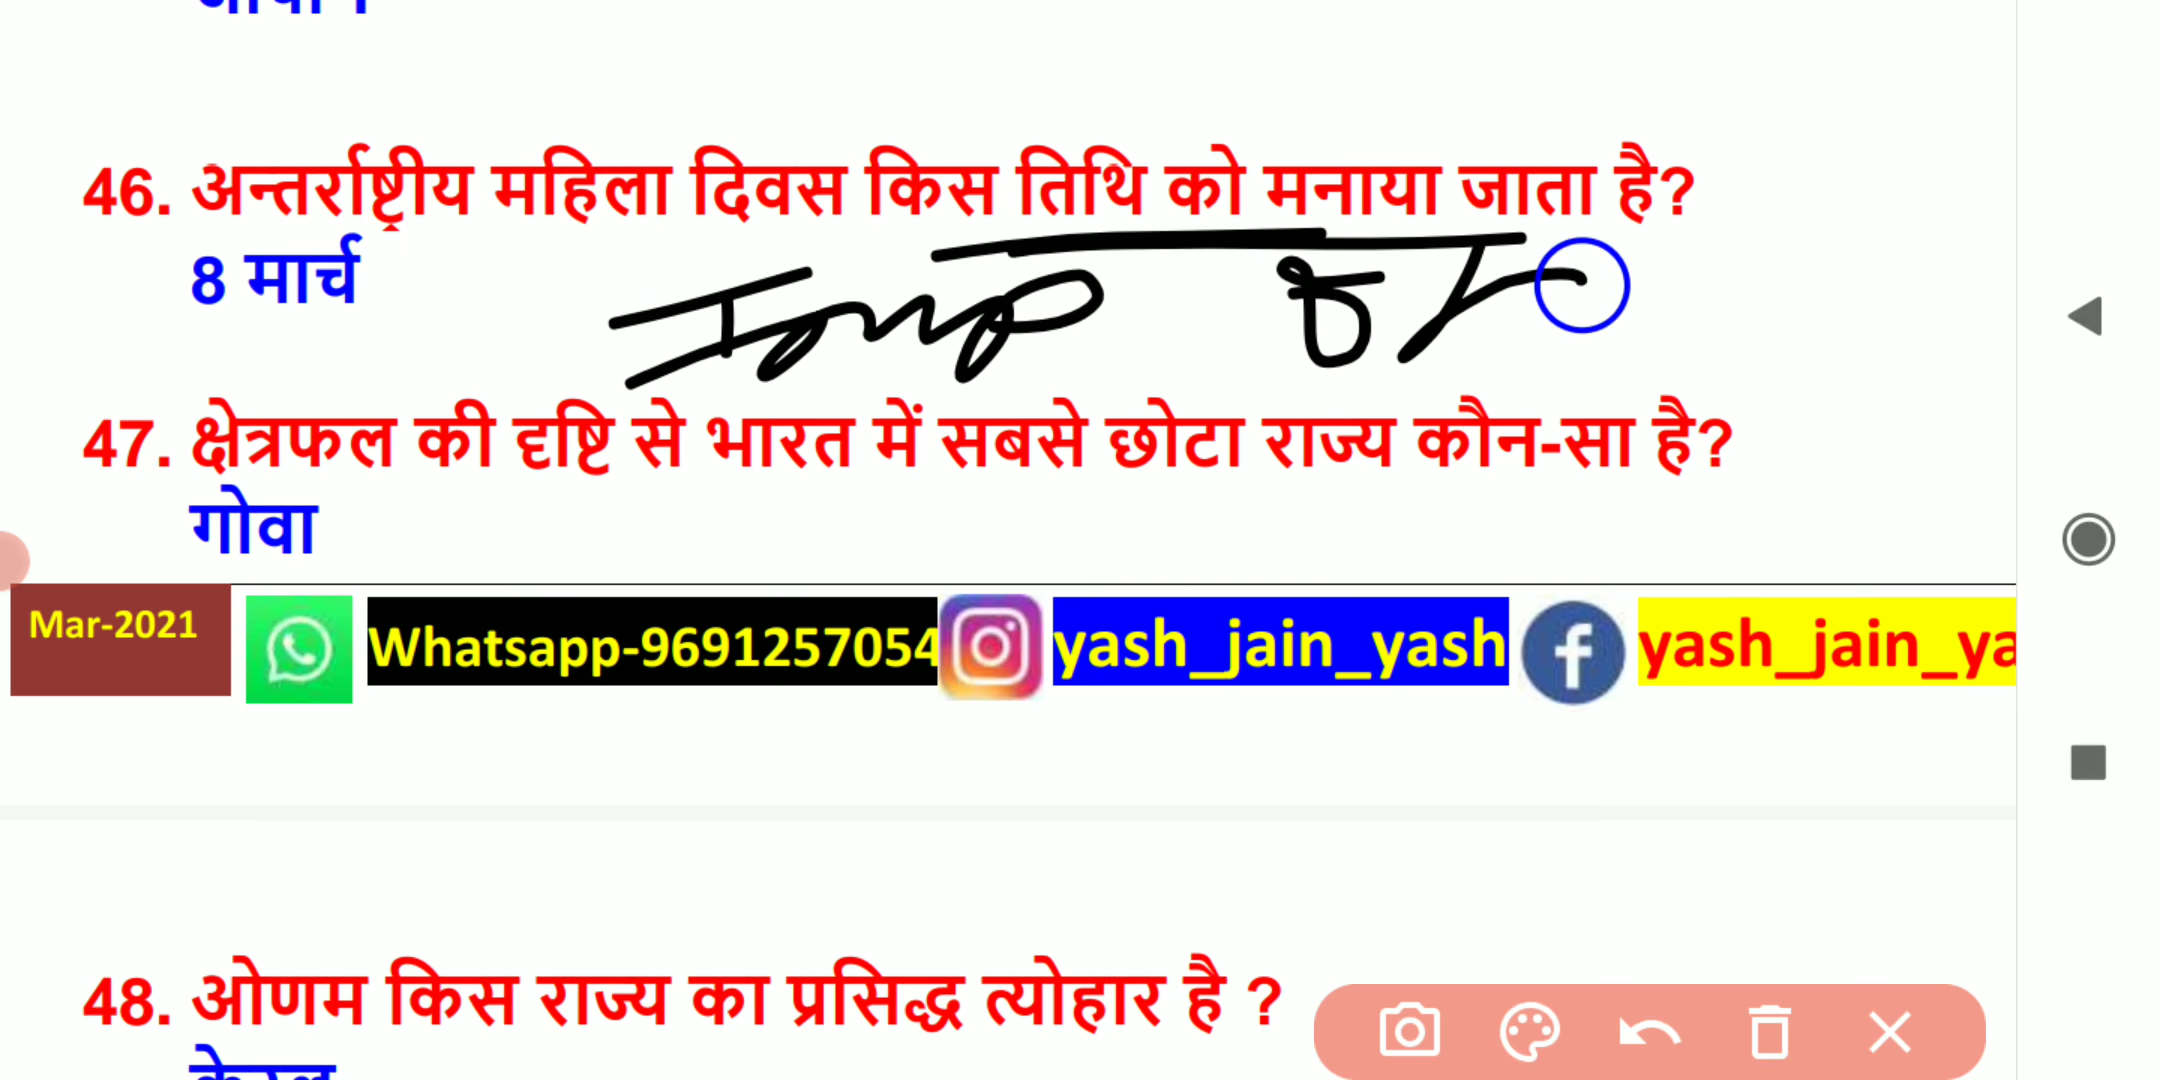 46. अन्तर्राष्ट्रीय महिला दिवस किस तिथि को मनाया जाता है?
8 मार्च
Imp
47. क्षेत्रफल की दृष्टि से भारत में सबसे छोटा राज्य कौन-सा है?
गोवा
Mar-2021 Whatsapp-9691257054 yash_jain_yash yash_jain_ya
48. ओणम किस राज्य का प्रसिद्ध त्योहार है ?